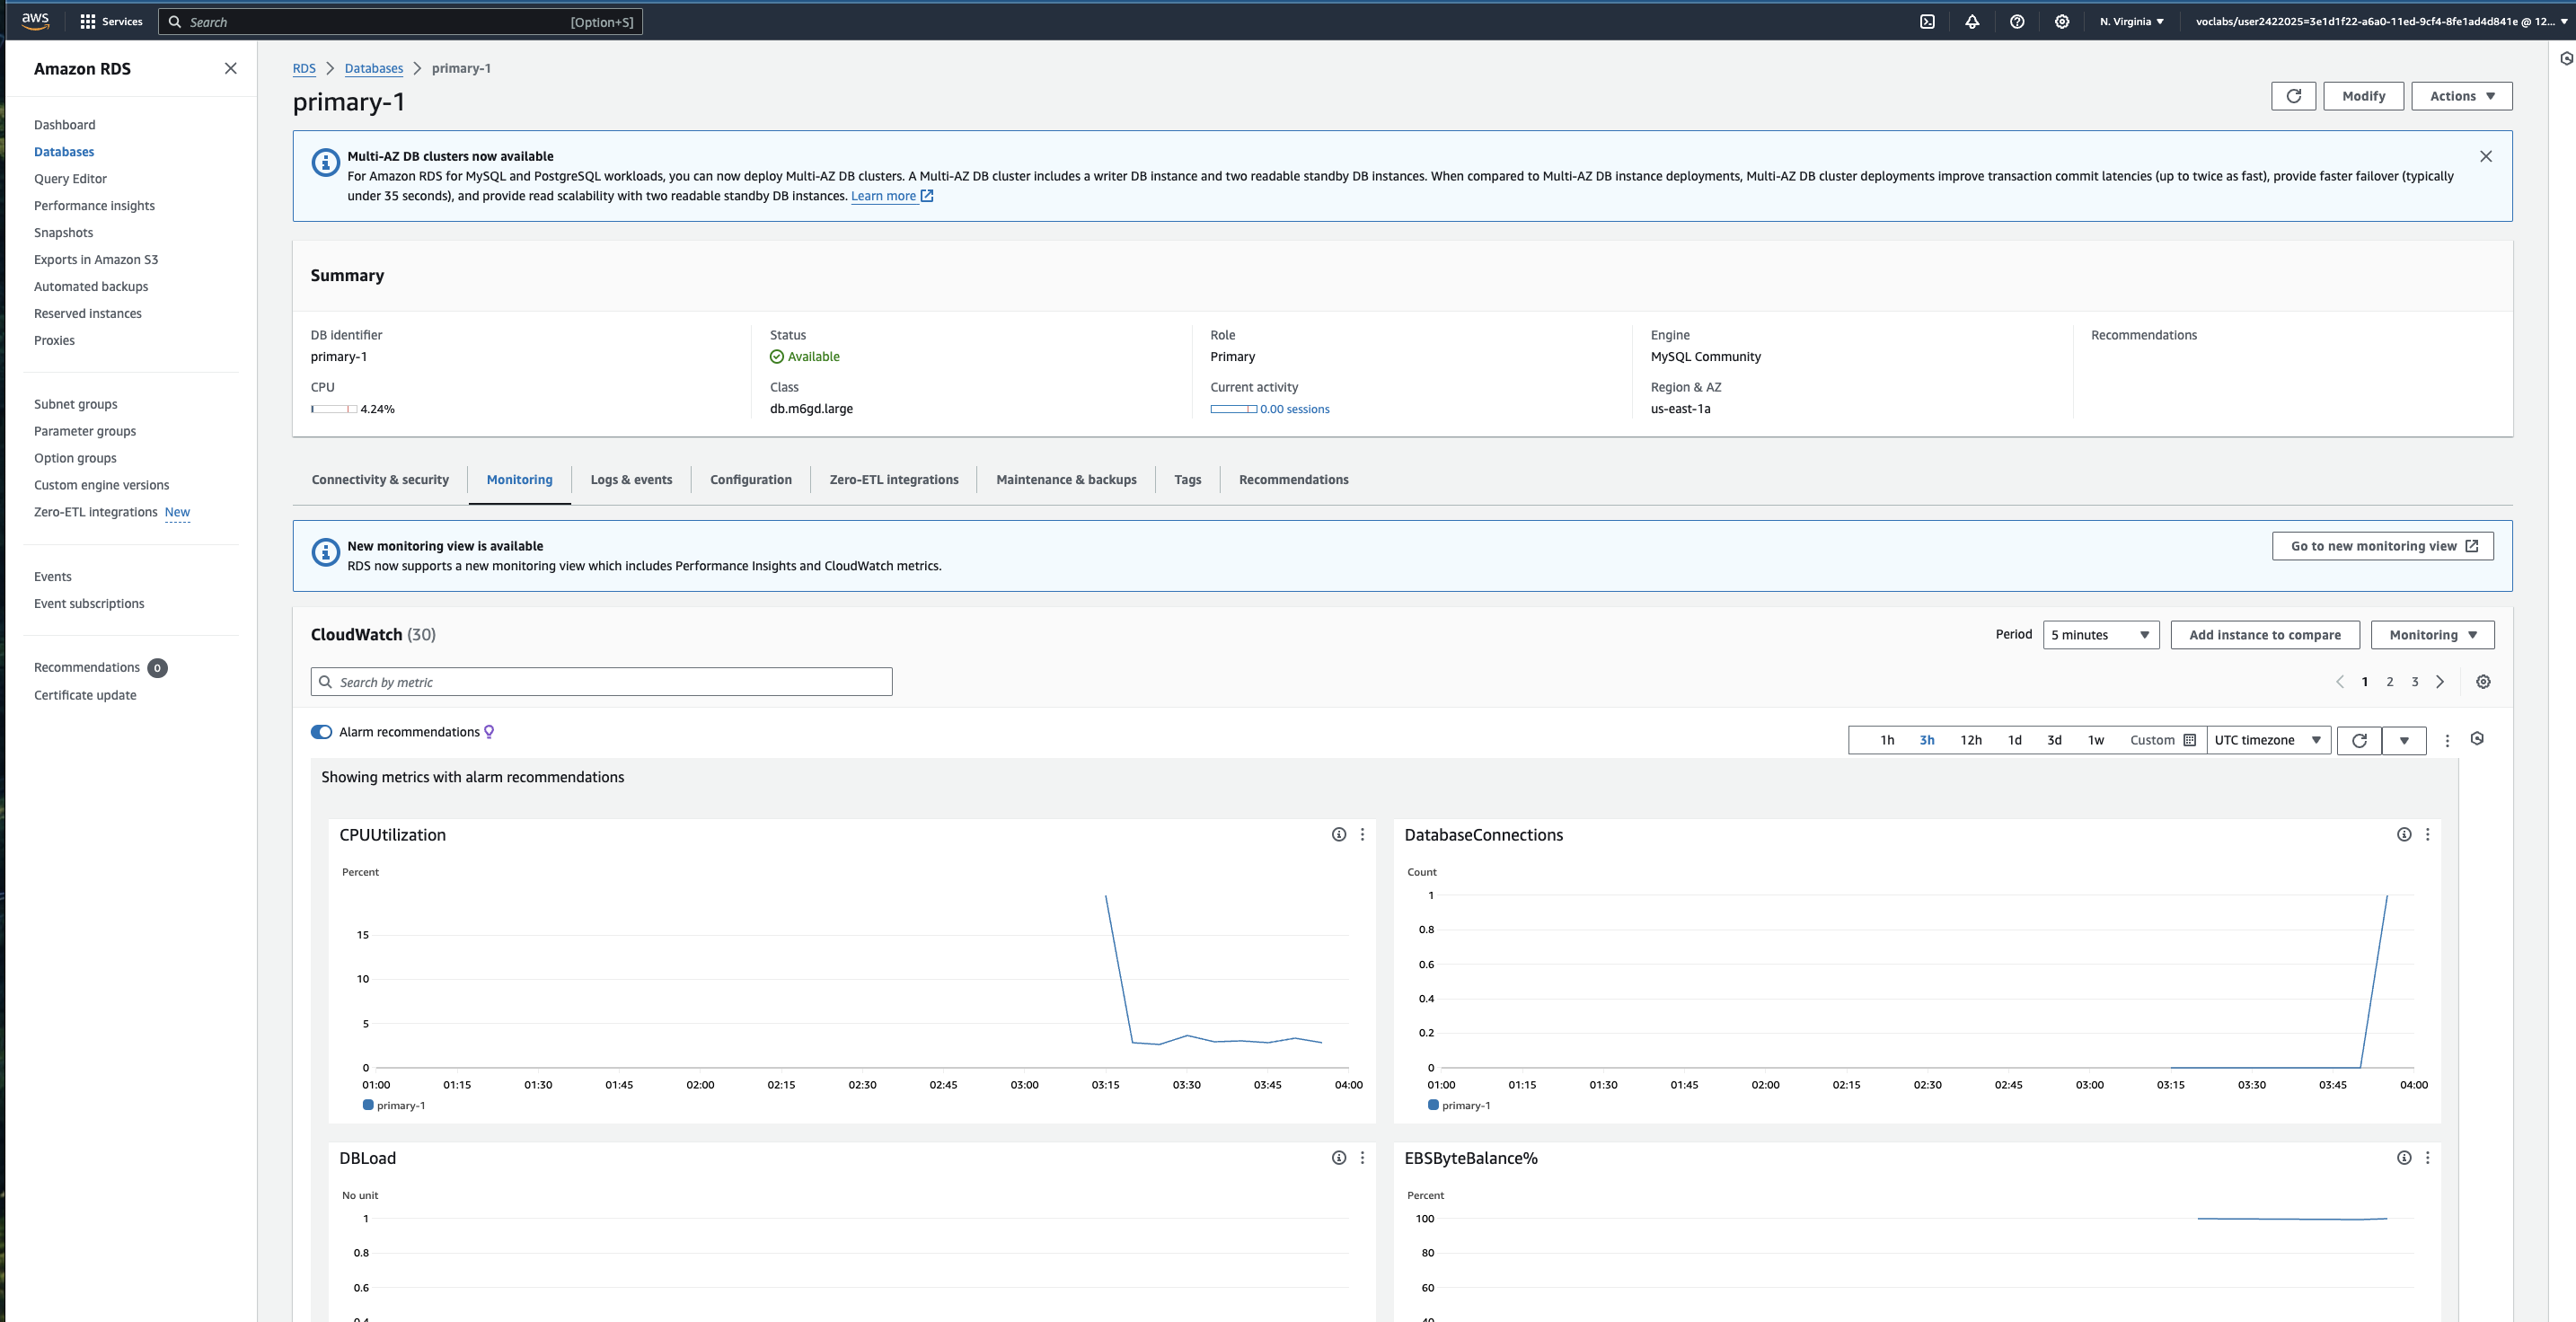 aws Services Search [Option+S] N. Virginia voclabs/user2422025=3e1d1f22-a6a0-11ed-9cf4-8fe1ad4d841e @ 12...
Amazon RDS
Dashboard
Databases
Query Editor
Performance insights
Snapshots
Exports in Amazon S3
Automated backups
Reserved instances
Proxies
Subnet groups
Parameter groups
Option groups
Custom engine versions
Zero-ETL integrations New
Events
Event subscriptions
Recommendations 0
Certificate update
RDS Databases primary-1
primary-1
Modify Actions
Multi-AZ DB clusters now available
For Amazon RDS for MySQL and PostgreSQL workloads, you can now deploy Multi-AZ DB clusters. A Multi-AZ DB cluster includes a writer DB instance and two readable standby DB instances. When compared to Multi-AZ DB instance deployments, Multi-AZ DB cluster deployments improve transaction commit latencies (up to twice as fast), provide faster failover (typically
under 35 seconds), and provide read scalability with two readable standby DB instances. Learn more
Summary
DB identifier
primary-1
CPU
4.24%
Status
Available
Class
db.m6gd.large
Role
Primary
Current activity
0.00 sessions
Engine
MySQL Community
Region & AZ
us-east-1a
Recommendations
Connectivity & security Monitoring Logs & events Configuration Zero-ETL integrations Maintenance & backups Tags Recommendations
New monitoring view is available
RDS now supports a new monitoring view which includes Performance Insights and CloudWatch metrics.
Go to new monitoring view
CloudWatch (30)
Period 5 minutes Add instance to compare Monitoring
Search by metric
1 2 3
Alarm recommendations
1h 3h 12h 1d 3d 1w Custom UTC timezone
Showing metrics with alarm recommendations
CPUUtilization
Percent
15
10
5
0
01:00 01:15 01:30 01:45 02:00 02:15 02:30 02:45 03:00 03:15 03:30 03:45 04:00
primary-1
DatabaseConnections
Count
1
0.8
0.6
0.4
0.2
0
01:00 01:15 01:30 01:45 02:00 02:15 02:30 02:45 03:00 03:15 03:30 03:45 04:00
primary-1
DBLoad
No unit
1
0.8
0.6
0.4
EBSByteBalance%
Percent
100
80
60
40